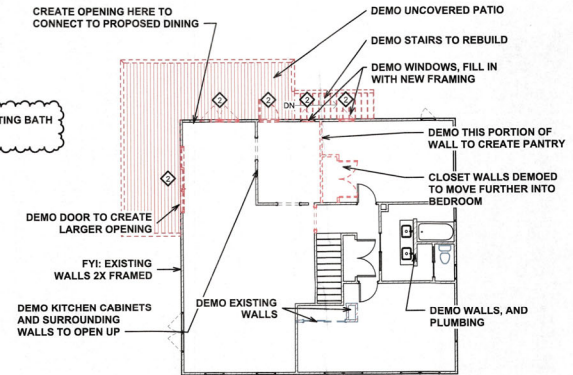 CREATE OPENING HERE TO
CONNECT TO PROPOSED DINING
DEMO UNCOVERED PATIO
DEMO STAIRS TO REBUILD
DEMO WINDOWS, FILL IN
WITH NEW FRAMING
2
2
DN
2
2
TING BATH
DEMO THIS PORTION OF
WALL TO CREATE PANTRY
2
CLOSET WALLS DEMOED
TO MOVE FURTHER INTO
BEDROOM
DEMO DOOR TO CREATE
LARGER OPENING
FYI: EXISTING
WALLS 2X FRAMED
DEMO KITCHEN CABINETS
AND SURROUNDING
WALLS TO OPEN UP
DEMO EXISTING
WALLS
DEMO WALLS, AND
PLUMBING